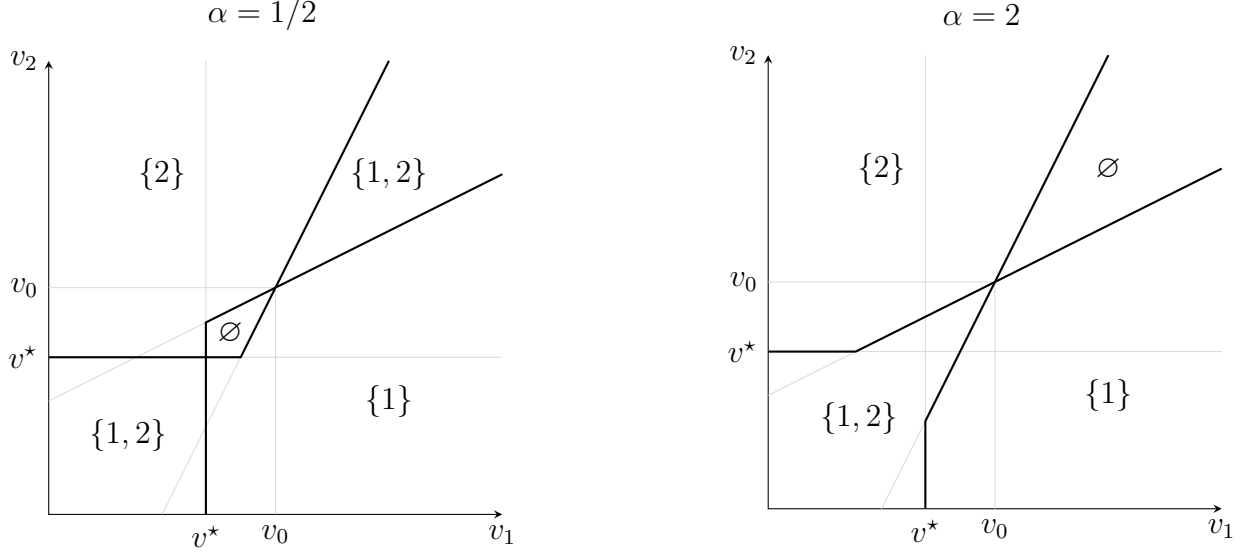 α = 1/2
v₂
{2}
{1, 2}
v₀
∅
v⋆
{1}
{1, 2}
v⋆
v₀
v₁
α = 2
v₂
{2}
∅
v₀
v⋆
{1, 2}
{1}
v⋆
v₀
v₁